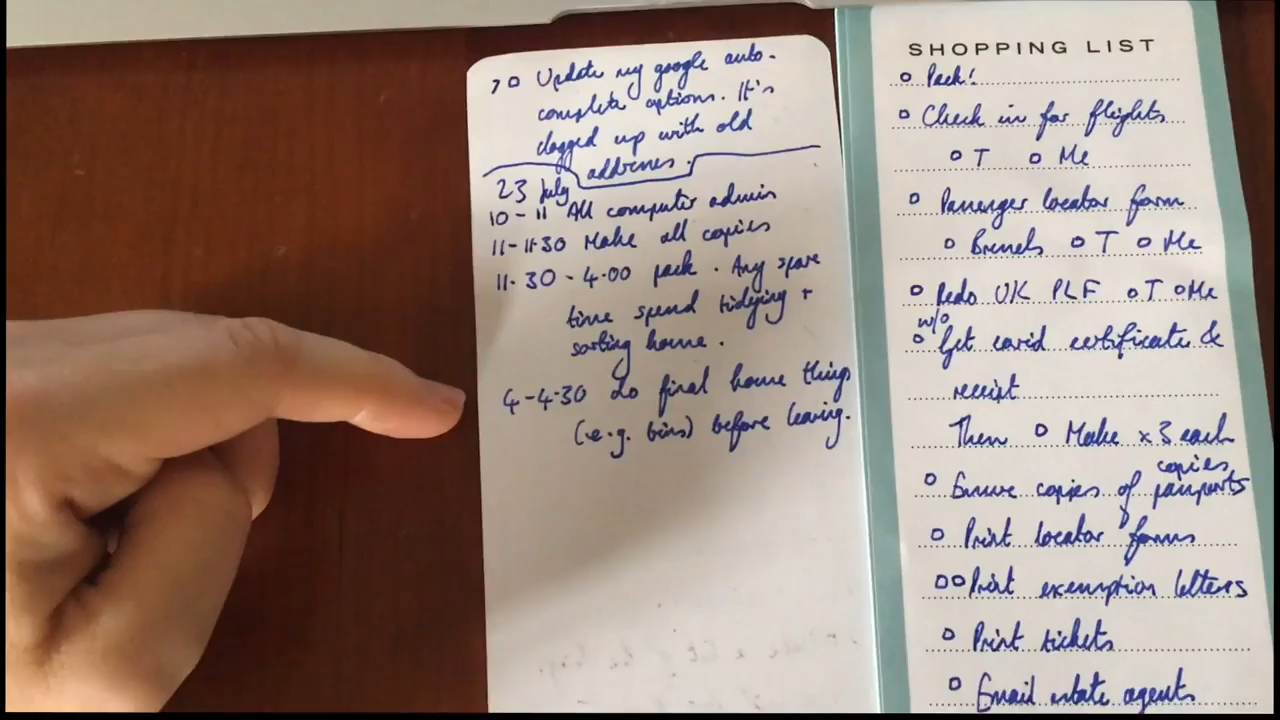 > o Update my google auto-
complete options. It's
clogged up with old
addresses.
23 July
10-11 All computer admin
11-11.30 Make all copies
11.30-4.00 pack. Any spare
time spend tidying +
sorting home.
4-4.30 do final home things
(e.g. bins) before leaving.
SHOPPING LIST
o Pack!
o Check in for flights
o T o Me
o Passenger locator form
o Brussels o T o Me
o Redo UK PLF o T o Me
w/o
o Get covid certificate &
receipt
Then o Make x3 each
copies
o Ensure copies of passports
o Print locator forms
oo Print exemption letters
o Print tickets
o Email estate agents